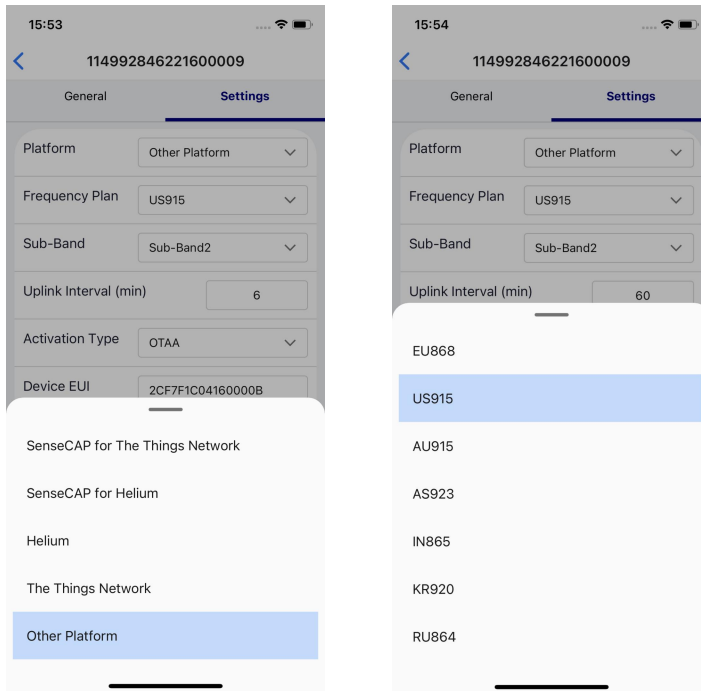 15:53
114992846221600009
General Settings
Platform Other Platform
Frequency Plan US915
Sub-Band Sub-Band2
Uplink Interval (min) 6
Activation Type OTAA
Device EUI 2CF7F1C04160000B
SenseCAP for The Things Network
SenseCAP for Helium
Helium
The Things Network
Other Platform
15:54
114992846221600009
General Settings
Platform Other Platform
Frequency Plan US915
Sub-Band Sub-Band2
Uplink Interval (min) 60
EU868
US915
AU915
AS923
IN865
KR920
RU864